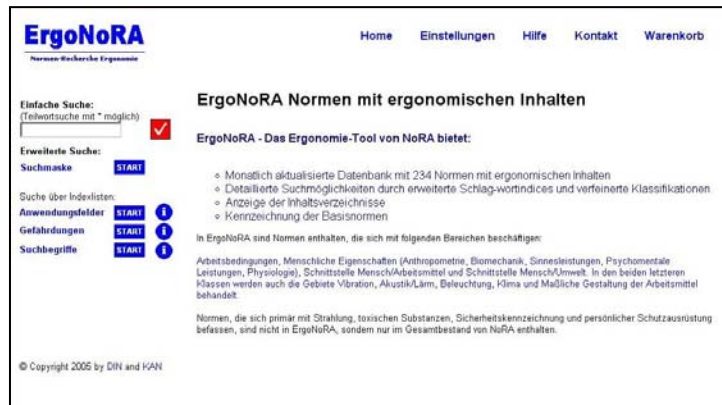 ErgoNoRA
Normen-Recherche Ergonomie
Home Einstellungen Hilfe Kontakt Warenkorb
Einfache Suche:
(Teilwortsuche mit * möglich)
Erweiterte Suche:
Suchmaske START
Suche über Indexlisten:
Anwendungsfelder START i
Gefährdungen START i
Suchbegriffe START i
© Copyright 2005 by DIN and KAN
ErgoNoRA Normen mit ergonomischen Inhalten
ErgoNoRA - Das Ergonomie-Tool von NoRA bietet:
Monatlich aktualisierte Datenbank mit 234 Normen mit ergonomischen Inhalten
Detaillierte Suchmöglichkeiten durch erweiterte Schlag-wortindices und verfeinerte Klassifikationen
Anzeige der Inhaltsverzeichnisse
Kennzeichnung der Basisnormen
In ErgoNoRA sind Normen enthalten, die sich mit folgenden Bereichen beschäftigen:
Arbeitsbedingungen, Menschliche Eigenschaften (Anthropometrie, Biomechanik, Sinnesleistungen, Psychomentale
Leistungen, Physiologie), Schnittstelle Mensch/Arbeitsmittel und Schnittstelle Mensch/Umwelt. In den beiden letzteren
Klassen werden auch die Gebiete Vibration, Akustik/Lärm, Beleuchtung, Klima und Maßliche Gestaltung der Arbeitsmittel
behandelt.
Normen, die sich primär mit Strahlung, toxischen Substanzen, Sicherheitskennzeichnung und persönlicher Schutzausrüstung
befassen, sind nicht in ErgoNoRA, sondern nur im Gesamtbestand von NoRA enthalten.